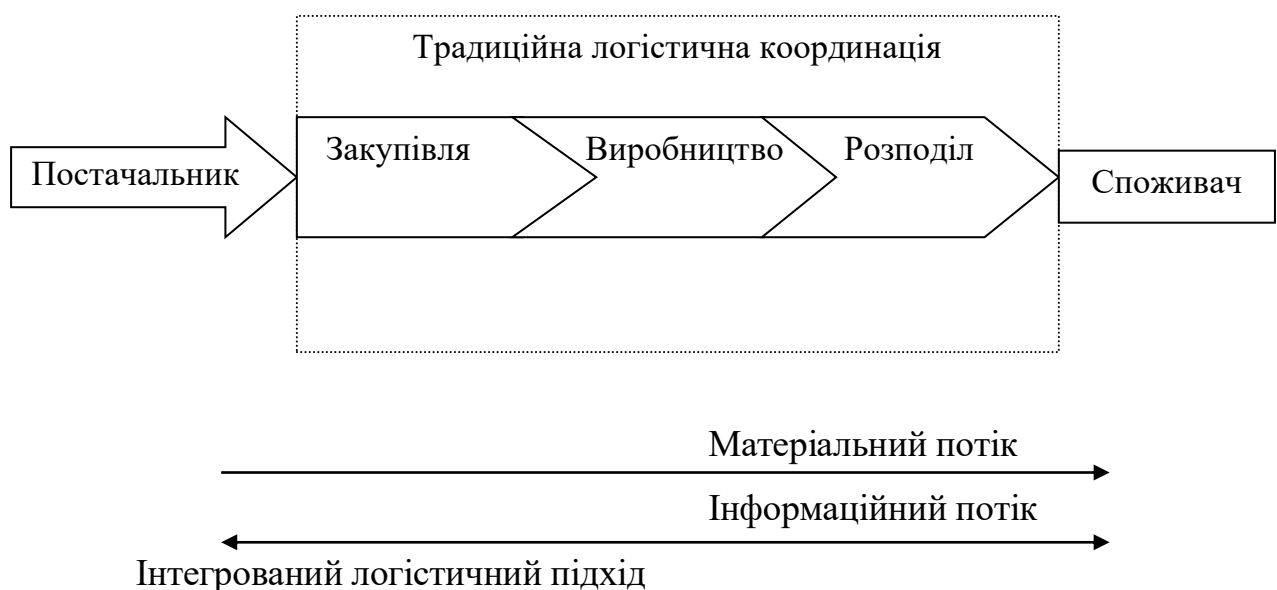 Традиційна логістична координація
Постачальник
Закупівля
Виробництво
Розподіл
Споживач
Матеріальний потік
Інформаційний потік
Інтегрований логістичний підхід